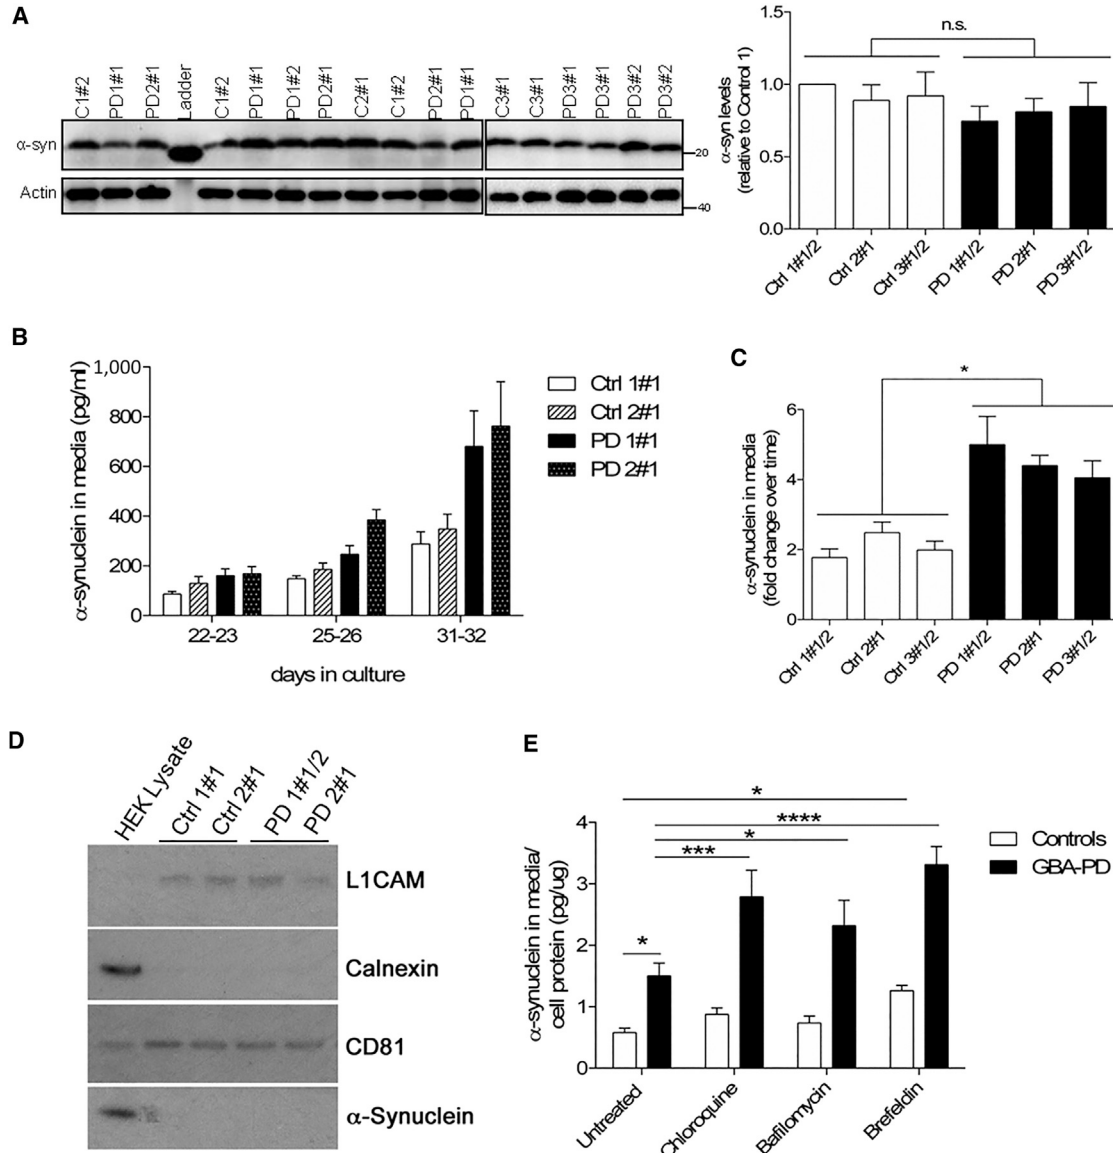 A
C1#2 PD1#1 PD2#1 Ladder C1#2 PD1#1 PD1#2 PD2#1 C2#1 C1#2 PD2#1 PD1#1 C3#1 C3#1 PD3#1 PD3#1 PD3#2 PD3#2
α-syn
20
Actin
40
α-syn levels
(relative to Control 1)
1.5
1.0
0.5
0.0
n.s.
Ctrl 1#1/2 Ctrl 2#1 Ctrl 3#1/2 PD 1#1/2 PD 2#1 PD 3#1/2
B
α-synuclein in media (pg/ml)
1,000
800
600
400
200
0
22-23 25-26 31-32
days in culture
Ctrl 1#1
Ctrl 2#1
PD 1#1
PD 2#1
C
α-synuclein in media
(fold change over time)
6
4
2
0
*
Ctrl 1#1/2 Ctrl 2#1 Ctrl 3#1/2 PD 1#1/2 PD 2#1 PD 3#1/2
D
HEK Lysate Ctrl 1#1 Ctrl 2#1 PD 1#1/2 PD 2#1
L1CAM
Calnexin
CD81
α-Synuclein
E
α-synuclein in media/
cell protein (pg/ug)
4
3
2
1
0
*
****
*
***
*
Untreated Chloroquine Bafilomycin Brefeldin
Controls
GBA-PD